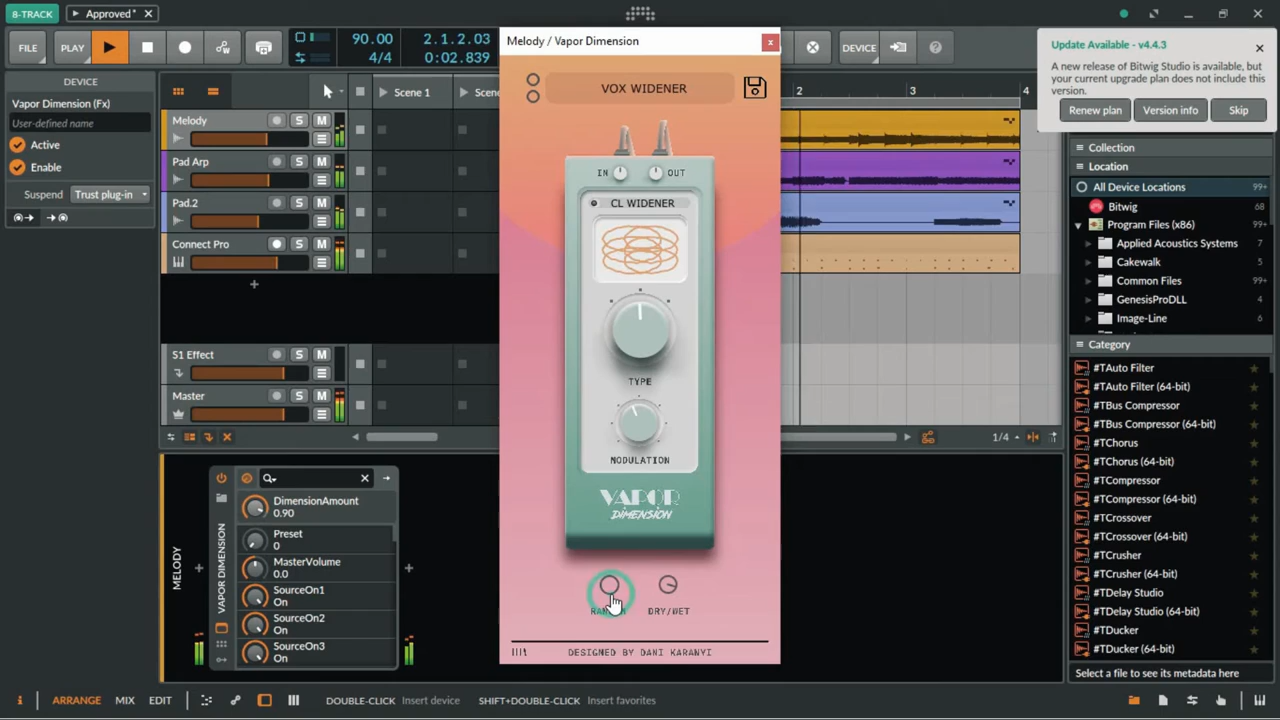 8-TRACK
Approved*
FILE
PLAY
90.00
4/4
2.1.2.03
0:02.839
DEVICE
Update Available - v4.4.3
A new release of Bitwig Studio is available, but
your current upgrade plan does not include this
version.
Renew plan
Version info
Skip
DEVICE
Vapor Dimension (Fx)
User-defined name
Active
Enable
Suspend
Trust plug-in
Scene 1
2
3
4
Melody
S
M
Pad Arp
S
M
Pad.2
S
M
Connect Pro
S
M
S1 Effect
S
M
Master
S
M
1/4
Melody / Vapor Dimension
VOX WIDENER
IN
OUT
CL WIDENER
TYPE
MODULATION
VAPOR
DIMENSION
DRY/WET
DESIGNED BY DANI KARANYI
Collection
Location
All Device Locations
99+
Bitwig
68
Program Files (x86)
99+
Applied Acoustics Systems
7
Cakewalk
6
Common Files
99+
GenesisProDLL
4
Image-Line
6
Category
#TAuto Filter
#TAuto Filter (64-bit)
#TBus Compressor
#TBus Compressor (64-bit)
#TChorus
#TChorus (64-bit)
#TCompressor
#TCompressor (64-bit)
#TCrossover
#TCrossover (64-bit)
#TCrusher
#TCrusher (64-bit)
#TDelay Studio
#TDelay Studio (64-bit)
#TDucker
#TDucker (64-bit)
Select a file to see its metadata here
MELODY
VAPOR DIMENSION
DimensionAmount
0.90
Preset
0
MasterVolume
0.0
SourceOn1
On
SourceOn2
On
SourceOn3
On
ARRANGE
MIX
EDIT
DOUBLE-CLICK
Insert device
SHIFT+DOUBLE-CLICK
Insert favorites